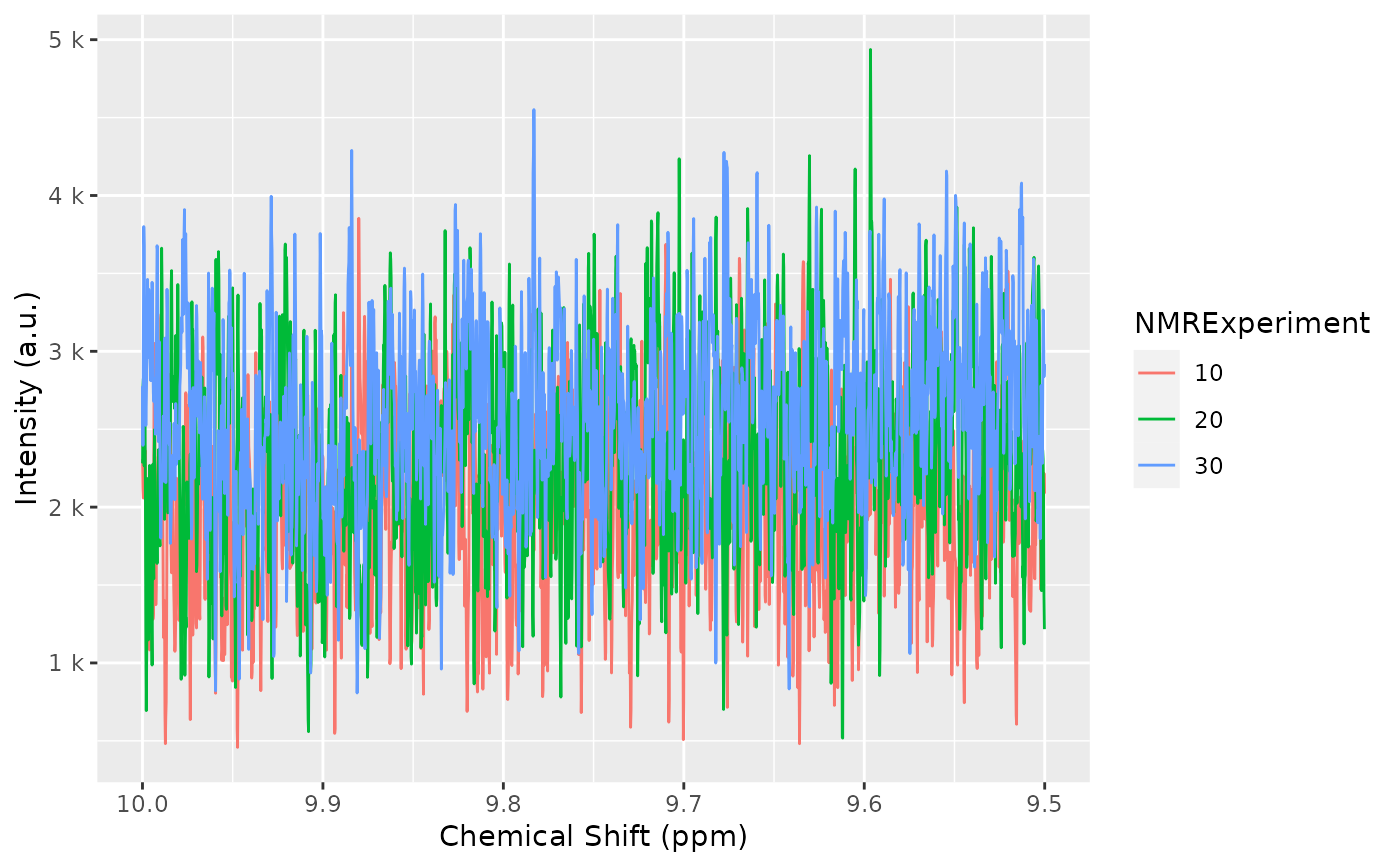 5 k
4 k
3 k
2 k
1 k
Intensity (a.u.)
10.0 9.9 9.8 9.7 9.6 9.5
Chemical Shift (ppm)
NMRExperiment
10
20
30